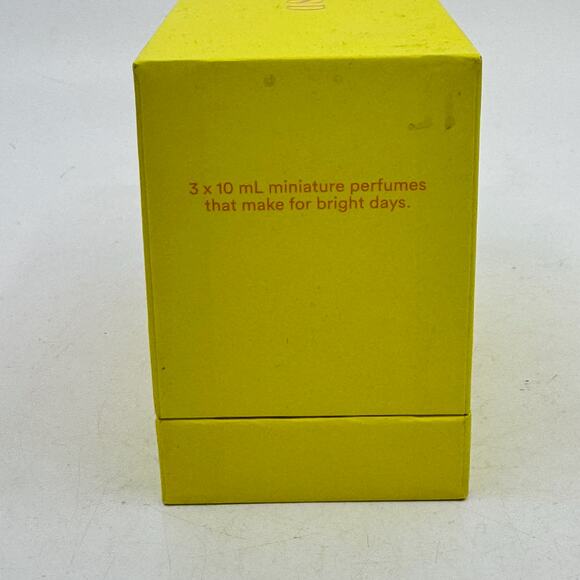 3 x 10 mL miniature perfumes
that make for bright days.